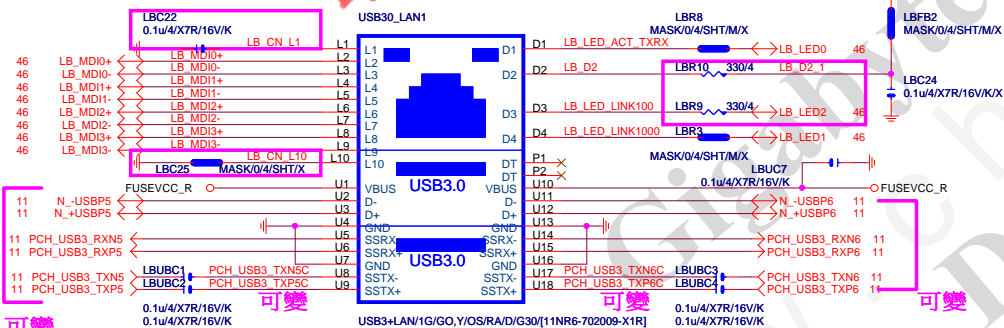 LBC22
0.1u/4/X7R/16V/K
USB30_LAN1
LBR8
MASK/0/4/SHT/M/X
LBFB2
MASK/0/4/SHT/M/X
LB_CN_L1 L1 L1 D1 D1 LB_LED_ACT_TXRX LB_LED0 46
46 LB_MDI0+ LB_MDI0+ L2 L2
46 LB_MDI0- LB_MDI0- L3 L3 D2 D2 LB_D2 LBR10 330/4 LB_D2_1
46 LB_MDI1+ LB_MDI1+ L4 L4
46 LB_MDI1- LB_MDI1- L5 L5
LBC24
0.1u/4/X7R/16V/K/X
46 LB_MDI2+ LB_MDI2+ L6 L6
46 LB_MDI2- LB_MDI2- L7 L7 D3 D3 LB_LED_LINK100 LBR9 330/4 LB_LED2 46
46 LB_MDI3+ LB_MDI3+ L8 L8
46 LB_MDI3- LB_MDI3- L9 L9 D4 D4 LB_LED_LINK1000 LBR3 LB_LED1 46
LB_CN_L10 L10 L10
LBC25 MASK/0/4/SHT/X
DT P1
DT P2
MASK/0/4/SHT/M/X
LBUC7
0.1u/4/X7R/16V/K
USB3.0
FUSEVCC_R U1 VBUS VBUS U10 FUSEVCC_R
11 N_-USBP5 U2 D- D- U11 N_-USBP6 11
11 N_+USBP5 U3 D+ D+ U12 N_+USBP6 11
U4 GND GND U13
11 PCH_USB3_RXN5 U5 SSRX- SSRX- U14 PCH_USB3_RXN6 11
11 PCH_USB3_RXP5 U6 SSRX+ SSRX+ U15 PCH_USB3_RXP6 11
USB3.0
U7 GND GND U16
11 PCH_USB3_TXN5 LBUBC1 PCH_USB3_TXN5C U8 SSTX- SSTX- U17 PCH_USB3_TXN6C LBUBC3 PCH_USB3_TXN6 11
11 PCH_USB3_TXP5 LBUBC2 PCH_USB3_TXP5C U9 SSTX+ SSTX+ U18 PCH_USB3_TXP6C LBUBC4 PCH_USB3_TXP6 11
可變 可變 可變
0.1u/4/X7R/16V/K 0.1u/4/X7R/16V/K
0.1u/4/X7R/16V/K USB3+LAN/1G/GO,Y/OS/RA/D/G30/[11NR6-702009-X1R] 0.1u/4/X7R/16V/K
可變
Gigabyte